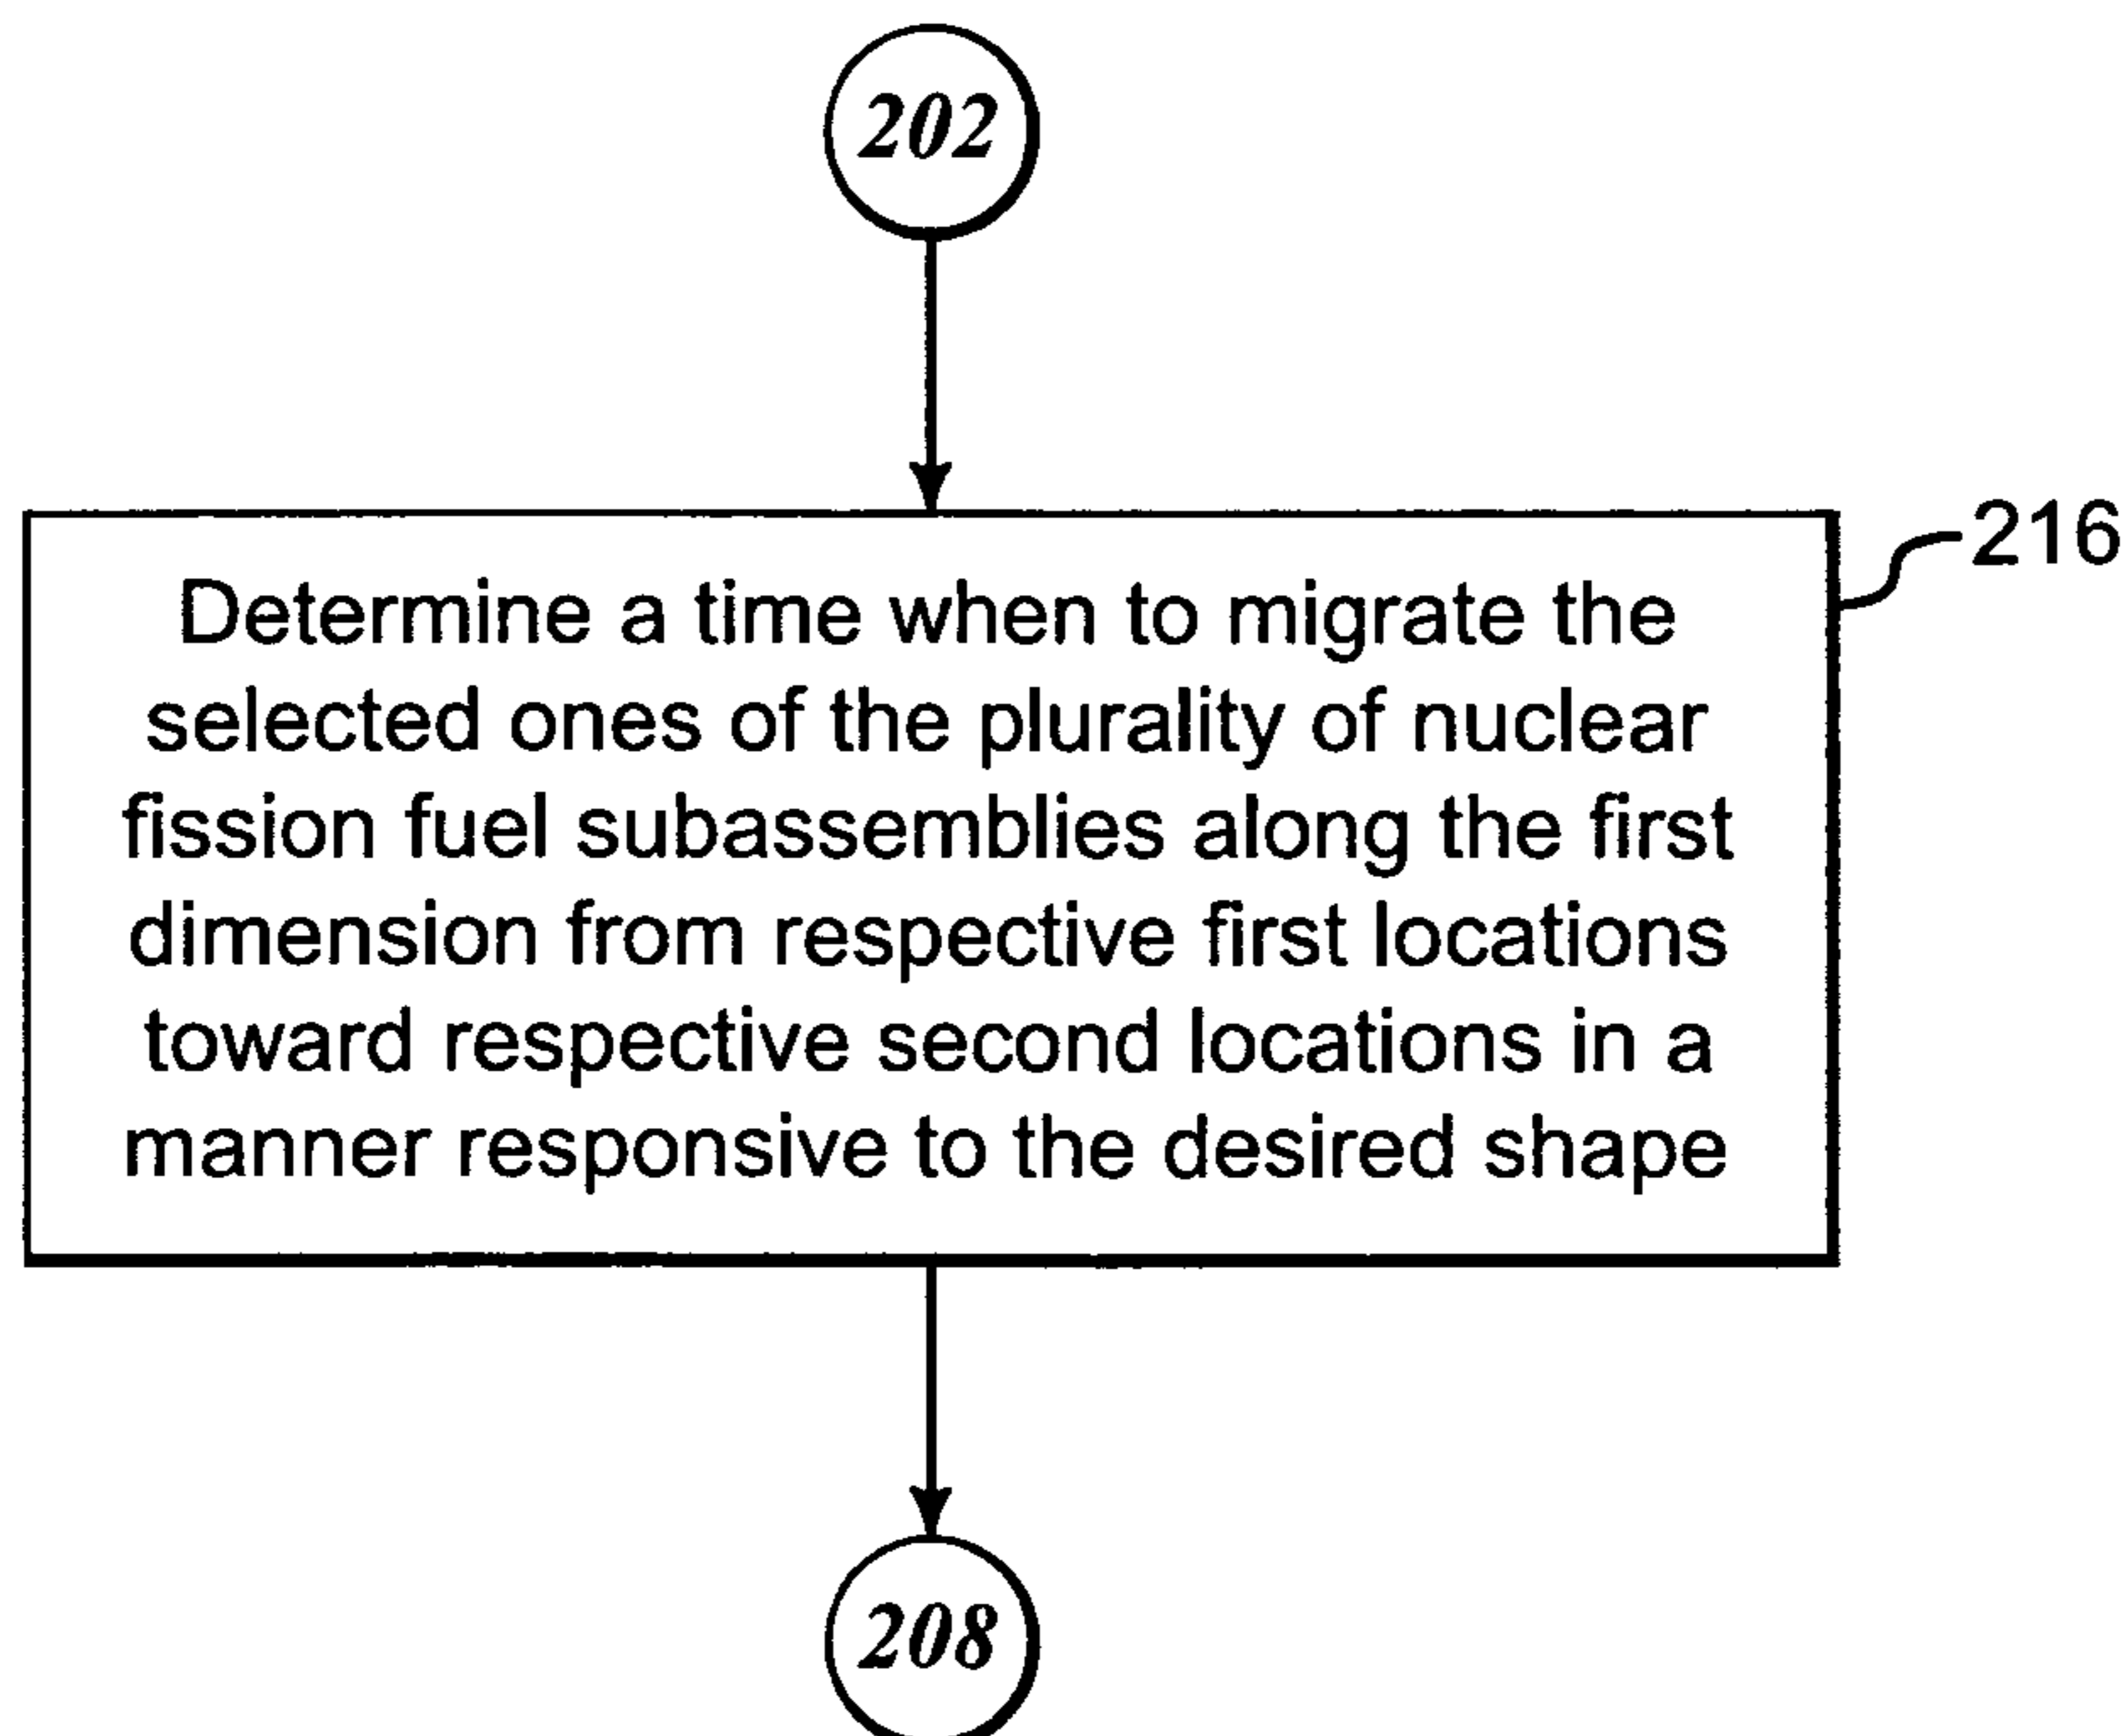 202
216
Determine a time when to migrate the
selected ones of the plurality of nuclear
fission fuel subassemblies along the first
dimension from respective first locations
toward respective second locations in a
manner responsive to the desired shape
208